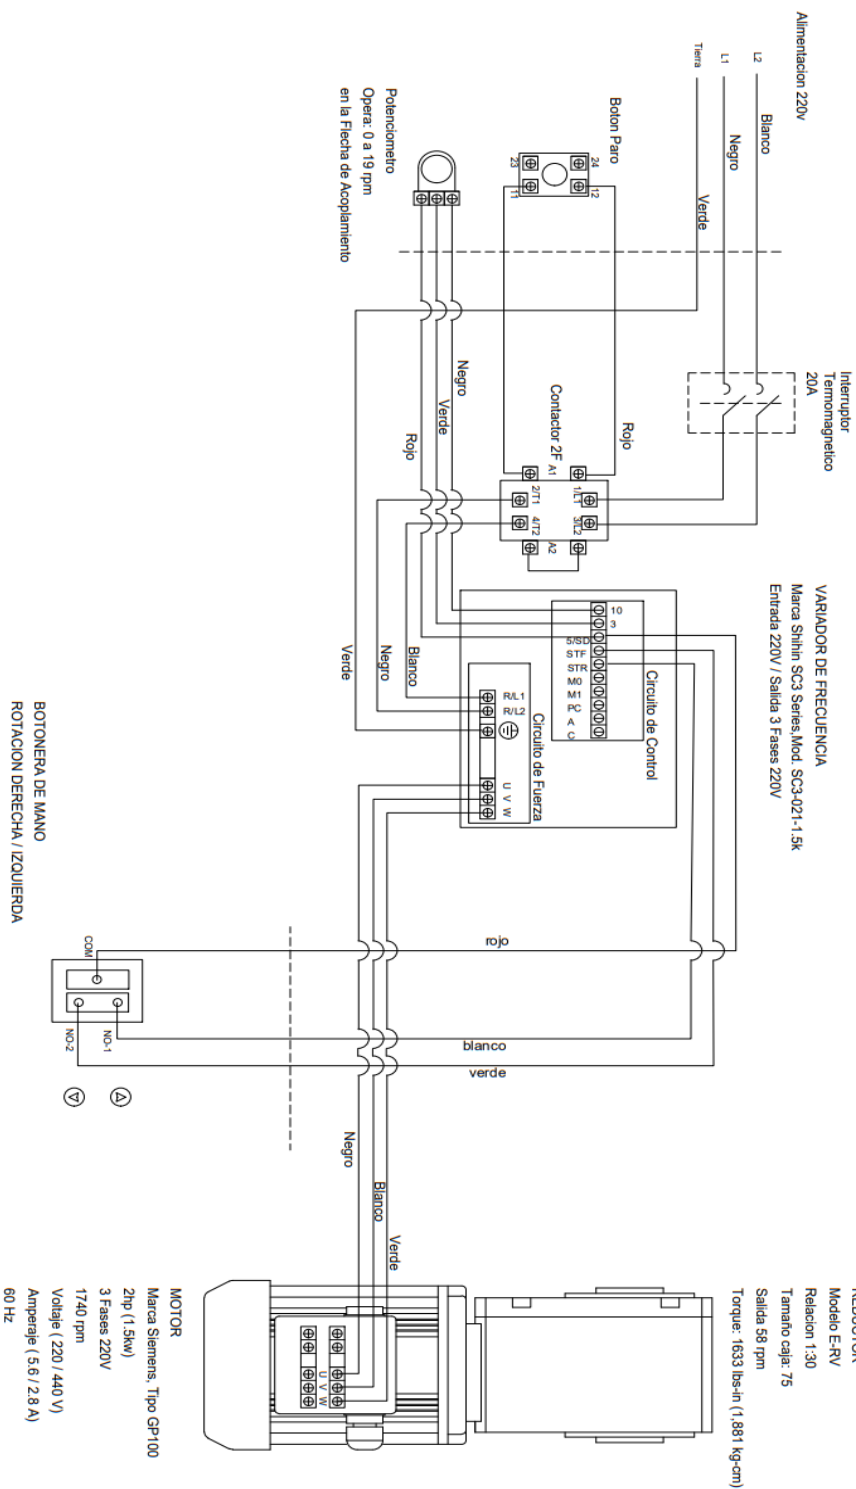 Alimentacion 220v
L2
L1
Tierra
Blanco
Negro
Verde
Boton Paro
24
23
12
11
Potenciometro
Opera: 0 a 19 rpm
en la Flecha de Acoplamiento
Interruptor
Termomagnetico
20A
Negro
Verde
Rojo
Rojo
Contactor 2F
A1
1/L1
3/L2
2/T1
4/T2
A2
VARIADOR DE FRECUENCIA
Marca Shihin SC3 Series,Mod. SC3-021-1.5k
Entrada 220V / Salida 3 Fases 220V
Circuito de Control
10
3
5/SD
STF
STR
M0
M1
PC
A
C
Circuito de Fuerza
R/L1
R/L2
U
V
W
Blanco
Negro
Verde
BOTONERA DE MANO
ROTACION DERECHA / IZQUIERDA
COM
NO-1
NO-2
rojo
blanco
verde
Negro
Blanco
Verde
U
V
W
MOTOR
Marca Siemens, Tipo GP100
2hp (1.5kw)
3 Fases 220V
1740 rpm
Voltaje ( 220 / 440 V)
Amperaje ( 5.6 / 2.8 A)
60 Hz
REDUCTOR
Modelo E-RV
Relacion 1:30
Tamaño caja: 75
Salida 58 rpm
Torque: 1633 lbs-in (1,881 kg-cm)